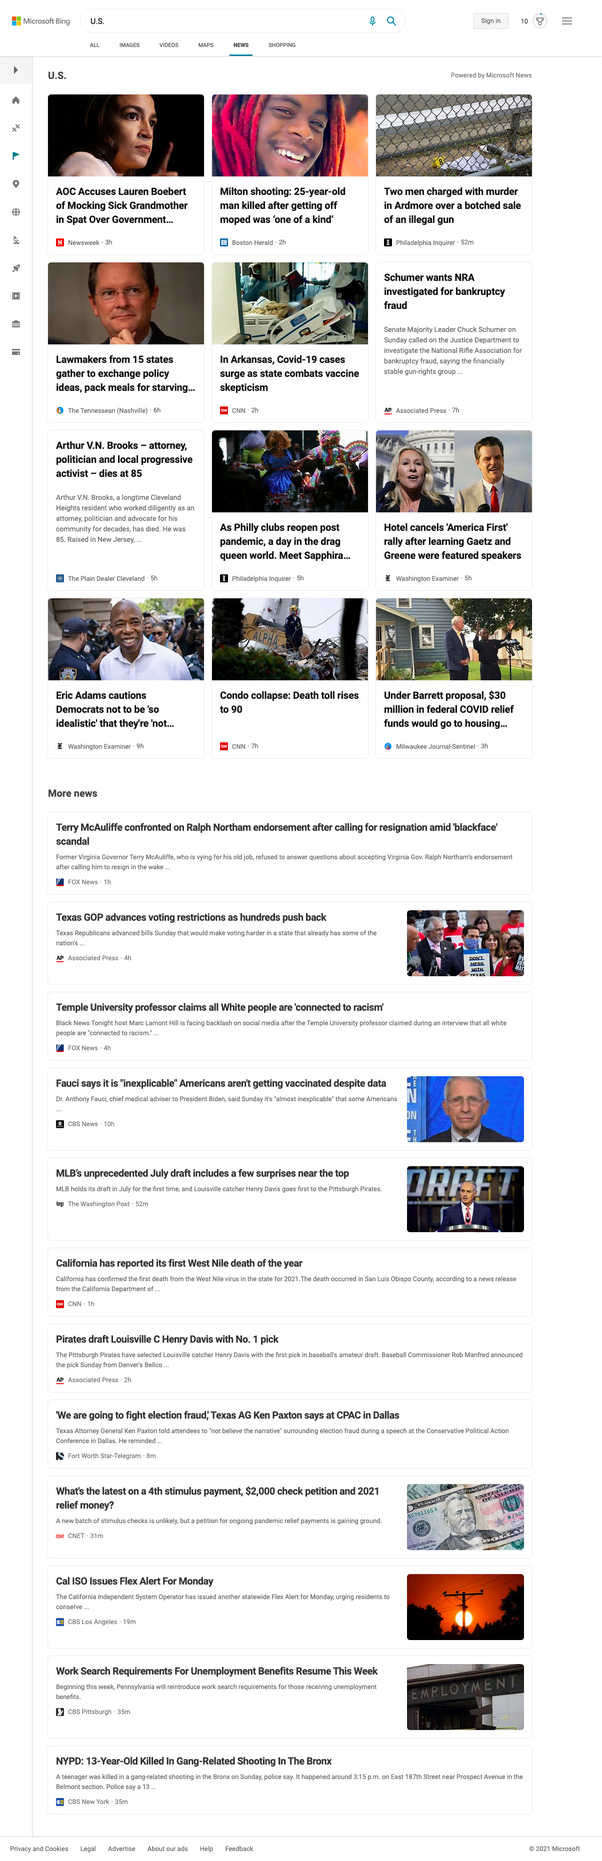 Microsoft Bing
U.S.
Sign in
10
ALL
IMAGES
VIDEOS
MAPS
NEWS
SHOPPING
U.S.
Powered by Microsoft News
AOC Accuses Lauren Boebert
of Mocking Sick Grandmother
in Spat Over Government...
Newsweek · 3h
Milton shooting: 25-year-old
man killed after getting off
moped was 'one of a kind'
Boston Herald · 2h
Two men charged with murder
in Ardmore over a botched sale
of an illegal gun
Philadelphia Inquirer · 52m
Lawmakers from 15 states
gather to exchange policy
ideas, pack meals for starving...
The Tennessean (Nashville) · 6h
In Arkansas, Covid-19 cases
surge as state combats vaccine
skepticism
CNN · 2h
Schumer wants NRA
investigated for bankruptcy
fraud
Senate Majority Leader Chuck Schumer on
Sunday called on the Justice Department to
investigate the National Rifle Association for
bankruptcy fraud, saying the financially
stable gun-rights group ...
AP Associated Press · 7h
Arthur V.N. Brooks – attorney,
politician and local progressive
activist – dies at 85
Arthur V.N. Brooks, a longtime Cleveland
Heights resident who worked diligently as an
attorney, politician and advocate for his
community for decades, has died. He was
85. Raised in New Jersey, ...
The Plain Dealer Cleveland · 5h
As Philly clubs reopen post
pandemic, a day in the drag
queen world. Meet Sapphira...
Philadelphia Inquirer · 5h
Hotel cancels 'America First'
rally after learning Gaetz and
Greene were featured speakers
Washington Examiner · 5h
Eric Adams cautions
Democrats not to be 'so
idealistic' that they're 'not...
Washington Examiner · 9h
ALPHA
Condo collapse: Death toll rises
to 90
CNN · 7h
Under Barrett proposal, $30
million in federal COVID relief
funds would go to housing...
Milwaukee Journal-Sentinel · 3h
More news
Terry McAuliffe confronted on Ralph Northam endorsement after calling for resignation amid 'blackface'
scandal
Former Virginia Governor Terry McAuliffe, who is vying for his old job, refused to answer questions about accepting Virginia Gov. Ralph Northam's endorsement
after calling him to resign in the wake ...
FOX News · 1h
Texas GOP advances voting restrictions as hundreds push back
Texas Republicans advanced bills Sunday that would make voting harder in a state that already has some of the
nation's ...
AP Associated Press · 4h
DON'T
MESS
WITH
TEXAS
Temple University professor claims all White people are 'connected to racism'
Black News Tonight host Marc Lamont Hill is facing backlash on social media after the Temple University professor claimed during an interview that all white
people are "connected to racism." ...
FOX News · 4h
Fauci says it is "inexplicable" Americans aren't getting vaccinated despite data
Dr. Anthony Fauci, chief medical adviser to President Biden, said Sunday it's "almost inexplicable" that some Americans
...
CBS News · 10h
MLB's unprecedented July draft includes a few surprises near the top
MLB holds its draft in July for the first time, and Louisville catcher Henry Davis goes first to the Pittsburgh Pirates.
wp The Washington Post · 52m
DRAFT
California has reported its first West Nile death of the year
California has confirmed the first death from the West Nile virus in the state for 2021.The death occurred in San Luis Obispo County, according to a news release
from the California Department of ...
CNN · 1h
Pirates draft Louisville C Henry Davis with No. 1 pick
The Pittsburgh Pirates have selected Louisville catcher Henry Davis with the first pick in baseball's amateur draft. Baseball Commissioner Rob Manfred announced
the pick Sunday from Denver's Bellco ...
AP Associated Press · 2h
'We are going to fight election fraud,' Texas AG Ken Paxton says at CPAC in Dallas
Texas Attorney General Ken Paxton told attendees to "not believe the narrative" surrounding election fraud during a speech at the Conservative Political Action
Conference in Dallas. He reminded ...
Fort Worth Star-Telegram · 8m
What's the latest on a 4th stimulus payment, $2,000 check petition and 2021
relief money?
A new batch of stimulus checks is unlikely, but a petition for ongoing pandemic relief payments is gaining ground.
cnet CNET · 31m
Cal ISO Issues Flex Alert For Monday
The California Independent System Operator has issued another statewide Flex Alert for Monday, urging residents to
conserve ...
CBS Los Angeles · 19m
Work Search Requirements For Unemployment Benefits Resume This Week
Beginning this week, Pennsylvania will reintroduce work search requirements for those receiving unemployment
benefits.
CBS Pittsburgh · 35m
EMPLOYMENT
NYPD: 13-Year-Old Killed In Gang-Related Shooting In The Bronx
A teenager was killed in a gang-related shooting in the Bronx on Sunday, police say. It happened around 3:15 p.m. on East 187th Street near Prospect Avenue in the
Belmont section. Police say a 13 ...
CBS New York · 35m
Privacy and Cookies
Legal
Advertise
About our ads
Help
Feedback
© 2021 Microsoft